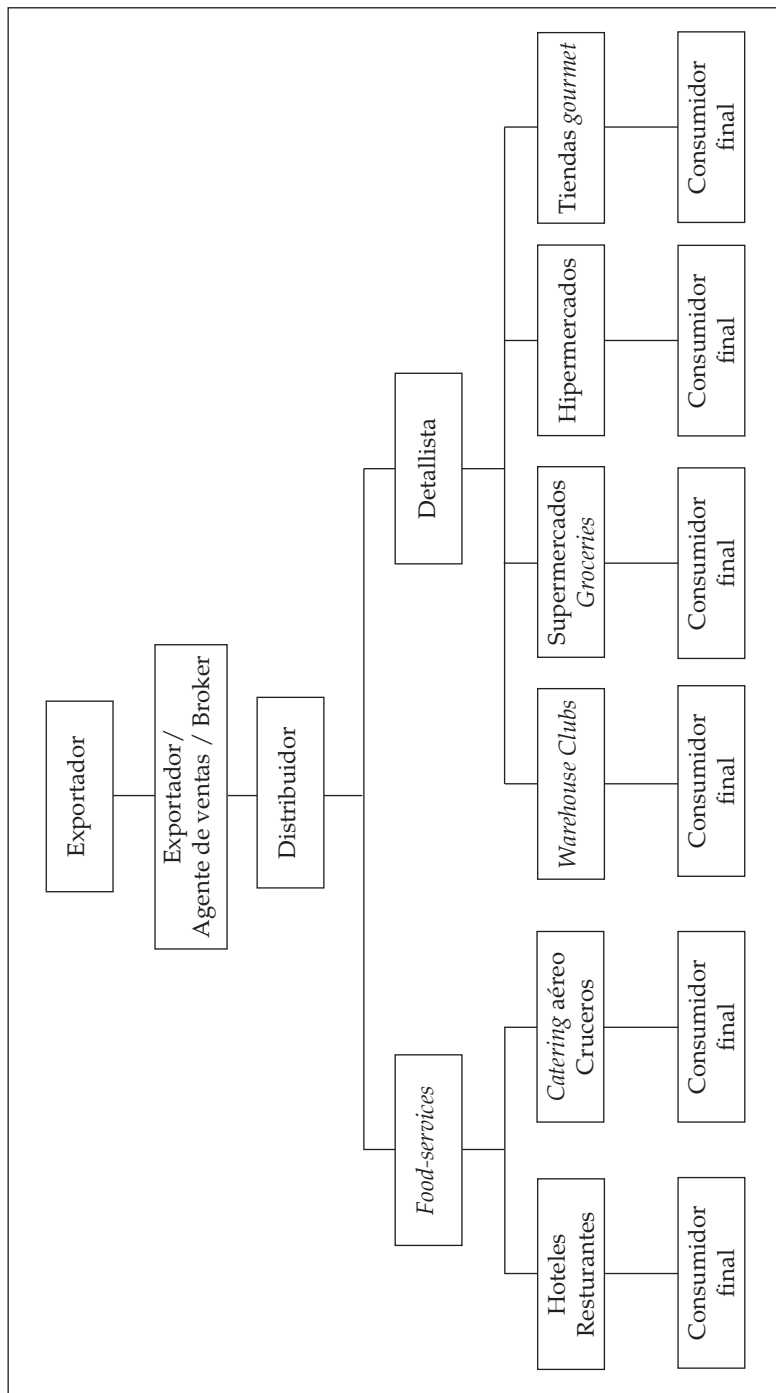 Exportador
Exportador/
Agente de ventas / Broker
Distribuidor
Food-services
Detallista
Hoteles
Resturantes
Catering aéreo
Cruceros
Warehouse Clubs
Supermercados
Groceries
Hipermercados
Tiendas gourmet
Consumidor
final
Consumidor
final
Consumidor
final
Consumidor
final
Consumidor
final
Consumidor
final